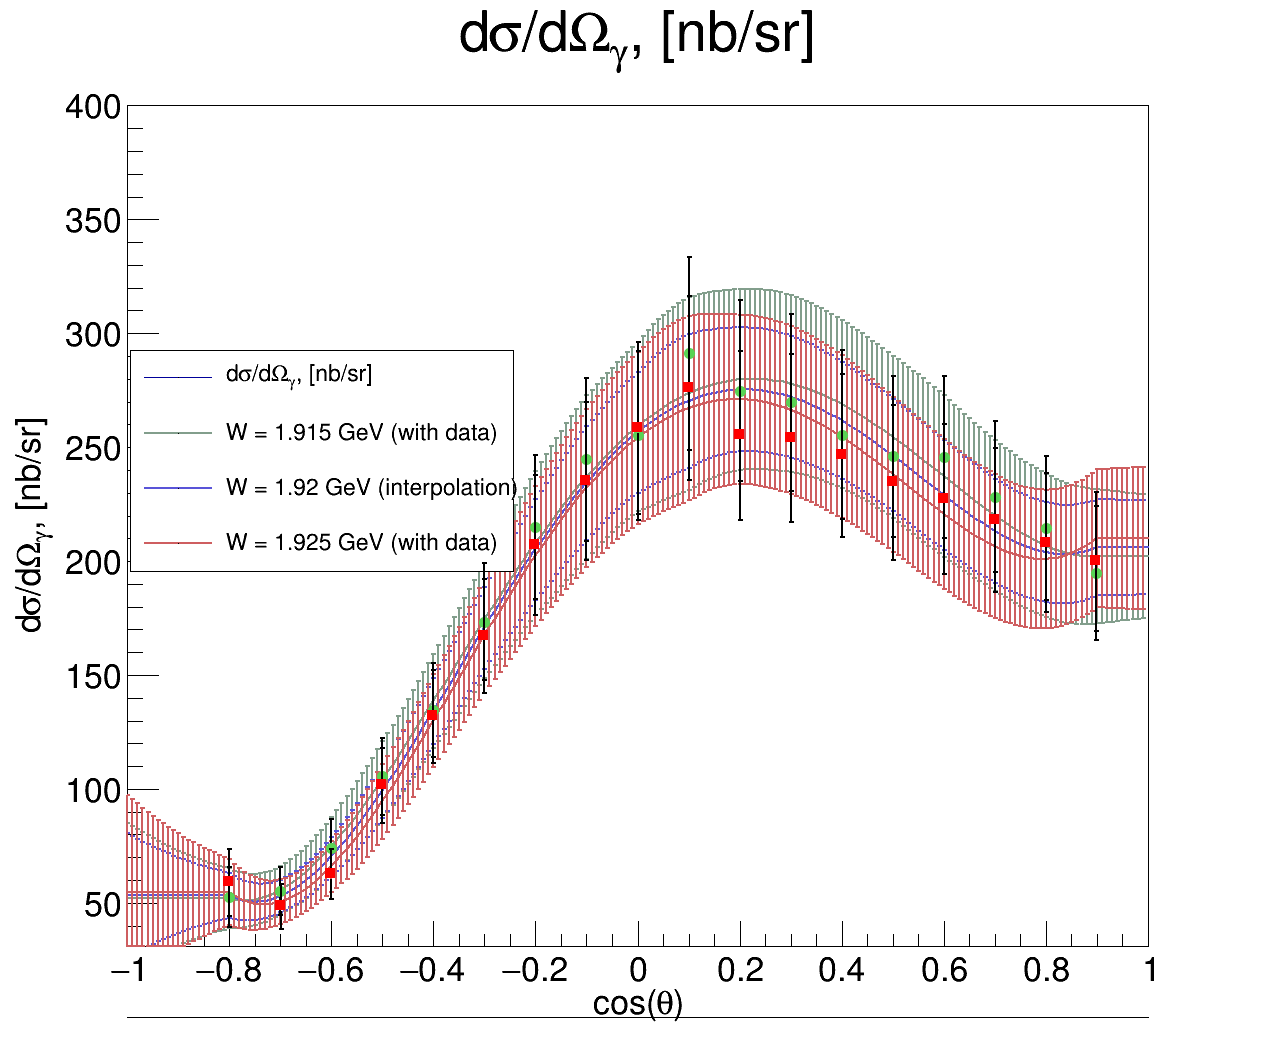 dσ/dΩγ, [nb/sr]
400
350
300
250
200
150
100
50
dσ/dΩγ, [nb/sr]
dσ/dΩγ, [nb/sr]
W = 1.915 GeV (with data)
W = 1.92 GeV (interpolation)
W = 1.925 GeV (with data)
−1 −0.8 −0.6 −0.4 −0.2 0 0.2 0.4 0.6 0.8 1
cos(θ)